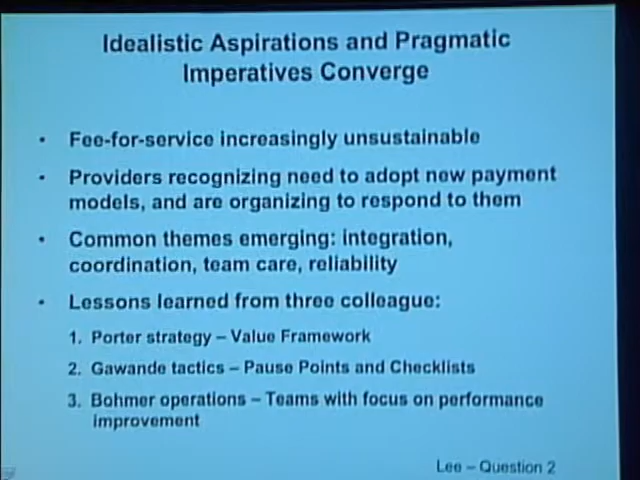 Idealistic Aspirations and Pragmatic
Imperatives Converge
• Fee-for-service increasingly unsustainable
• Providers recognizing need to adopt new payment
models, and are organizing to respond to them
• Common themes emerging: integration,
coordination, team care, reliability
• Lessons learned from three colleague:
1. Porter strategy – Value Framework
2. Gawande tactics – Pause Points and Checklists
3. Bohmer operations – Teams with focus on performance
improvement
Lee – Question 2